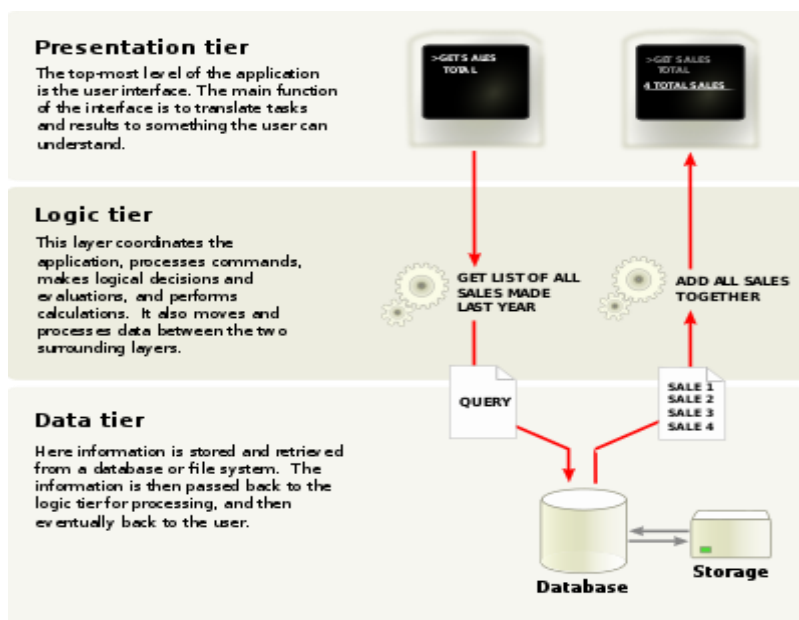 Presentation tier
The top-most level of the application
is the user interface. The main function
of the interface is to translate tasks
and results to something the user can
understand.
>GET SALES
TOTAL
>GET SALES
TOTAL
4 TOTAL SALES
Logic tier
This layer coordinates the
application, processes commands,
makes logical decisions and
evaluations, and performs
calculations. It also moves and
processes data between the two
surrounding layers.
GET LIST OF ALL
SALES MADE
LAST YEAR
ADD ALL SALES
TOGETHER
QUERY
SALE 1
SALE 2
SALE 3
SALE 4
Data tier
Here information is stored and retrieved
from a database or file system. The
information is then passed back to the
logic tier for processing, and then
eventually back to the user.
Database
Storage